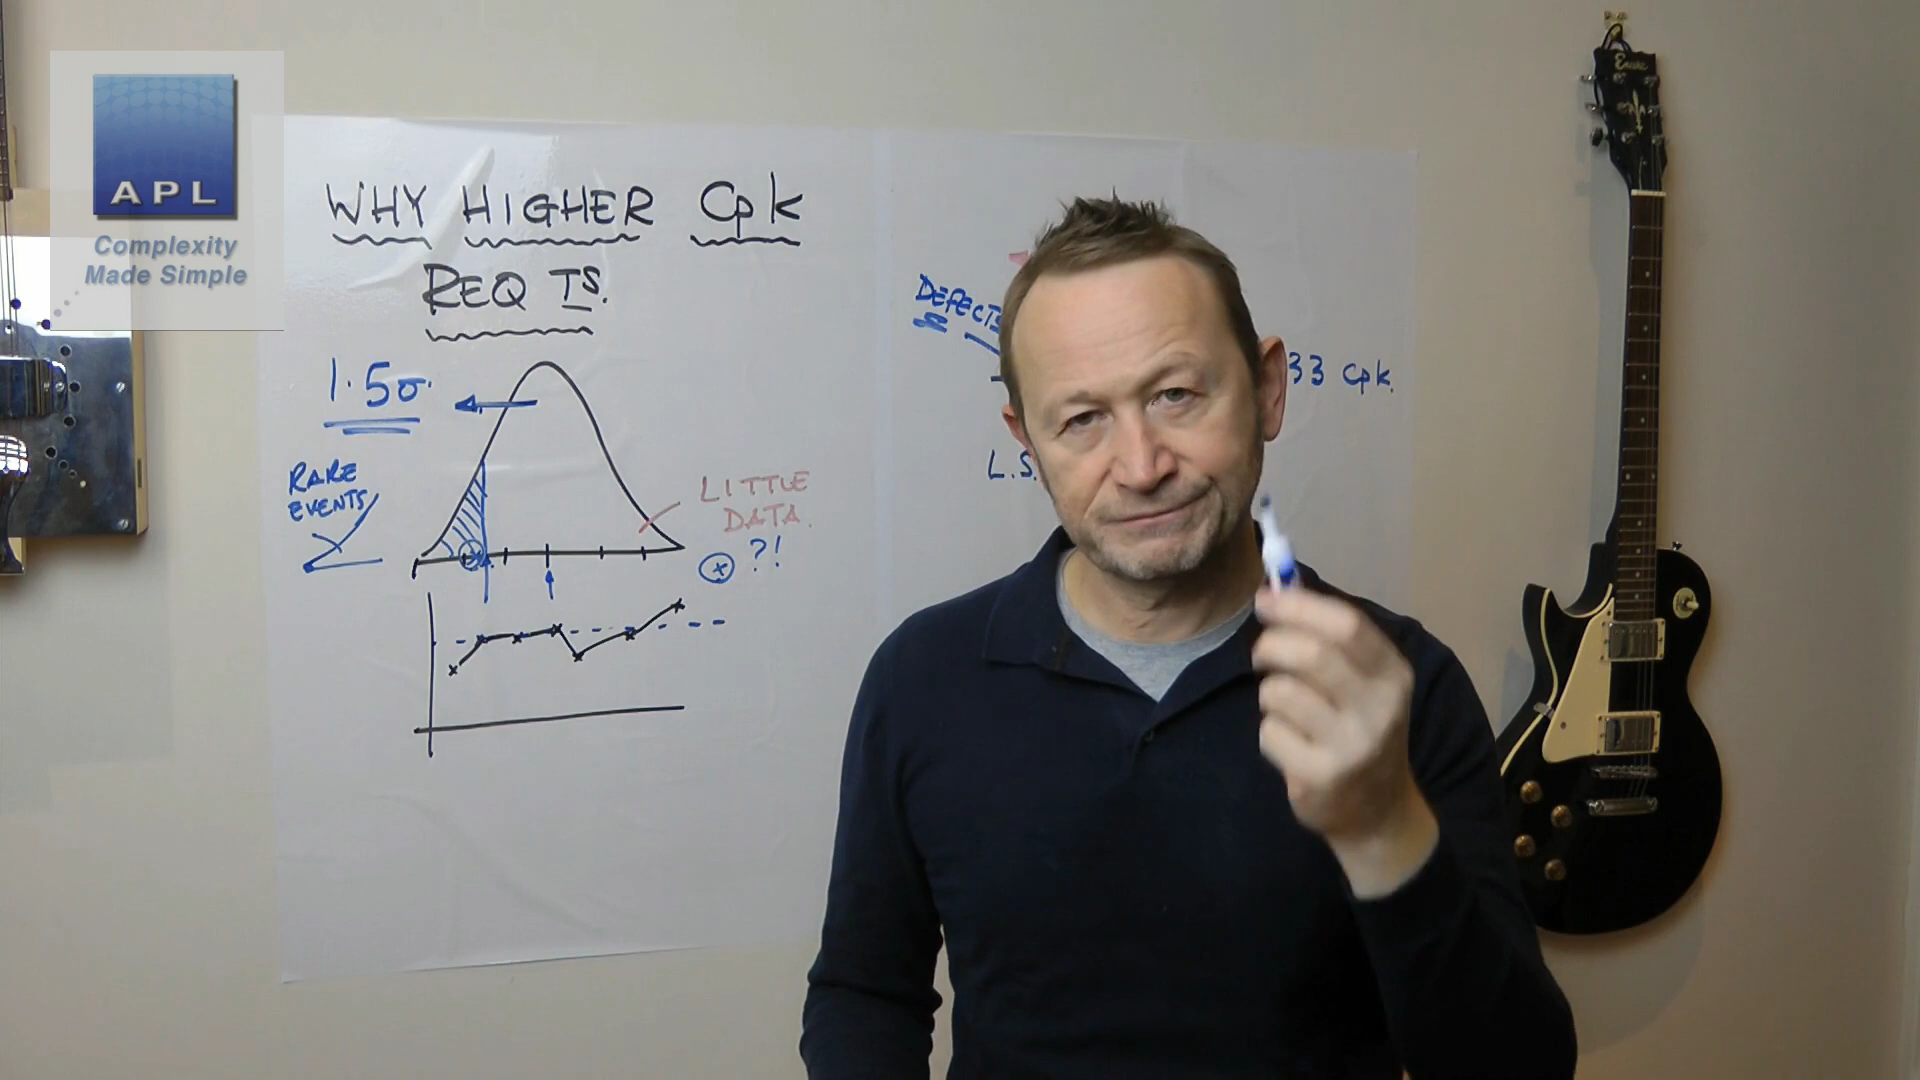 APL
Complexity
Made Simple
WHY HIGHER Cpk
REQ TS.
1.5σ.
RARE
EVENTS
LITTLE
DATA.
x ?!
DEFECTS
33 Cpk.
L.S.